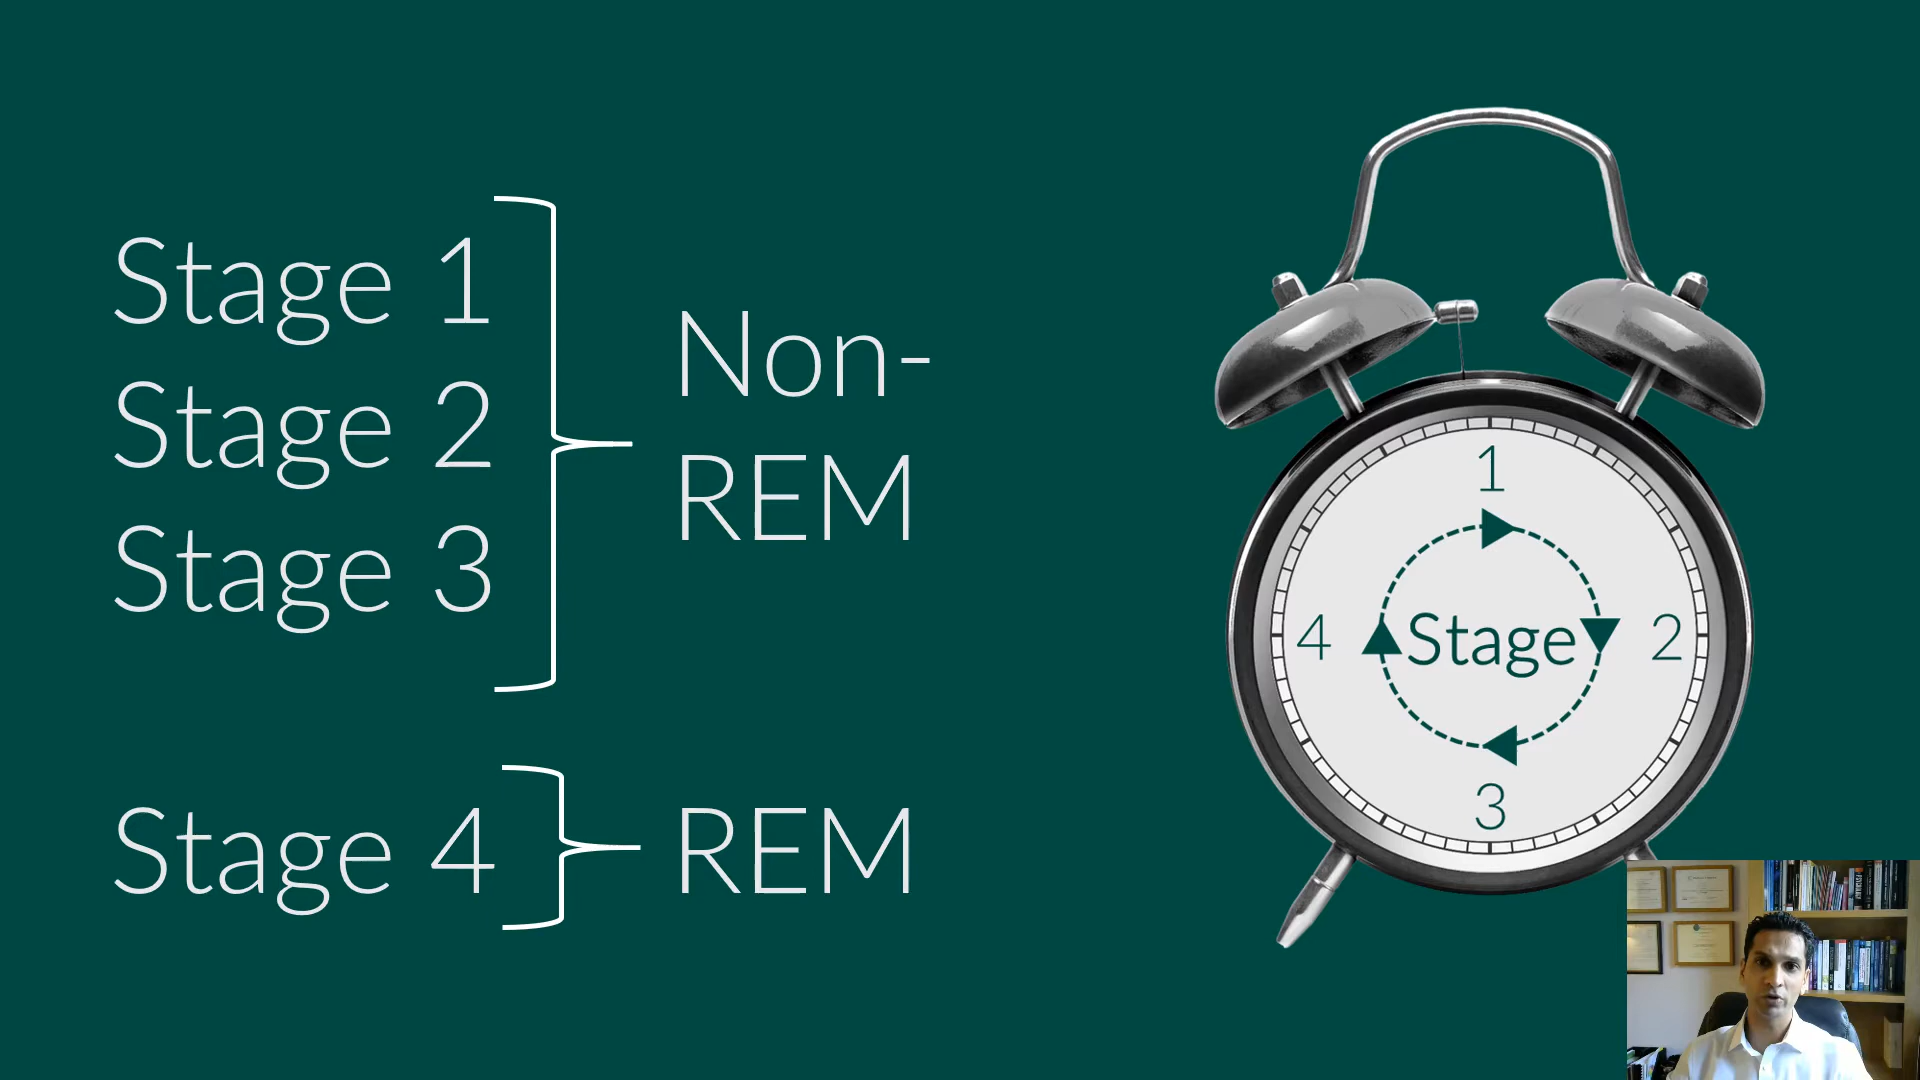 Stage 1
Stage 2
Stage 3
Non-
REM
Stage 4
REM
1
4
Stage
2
3